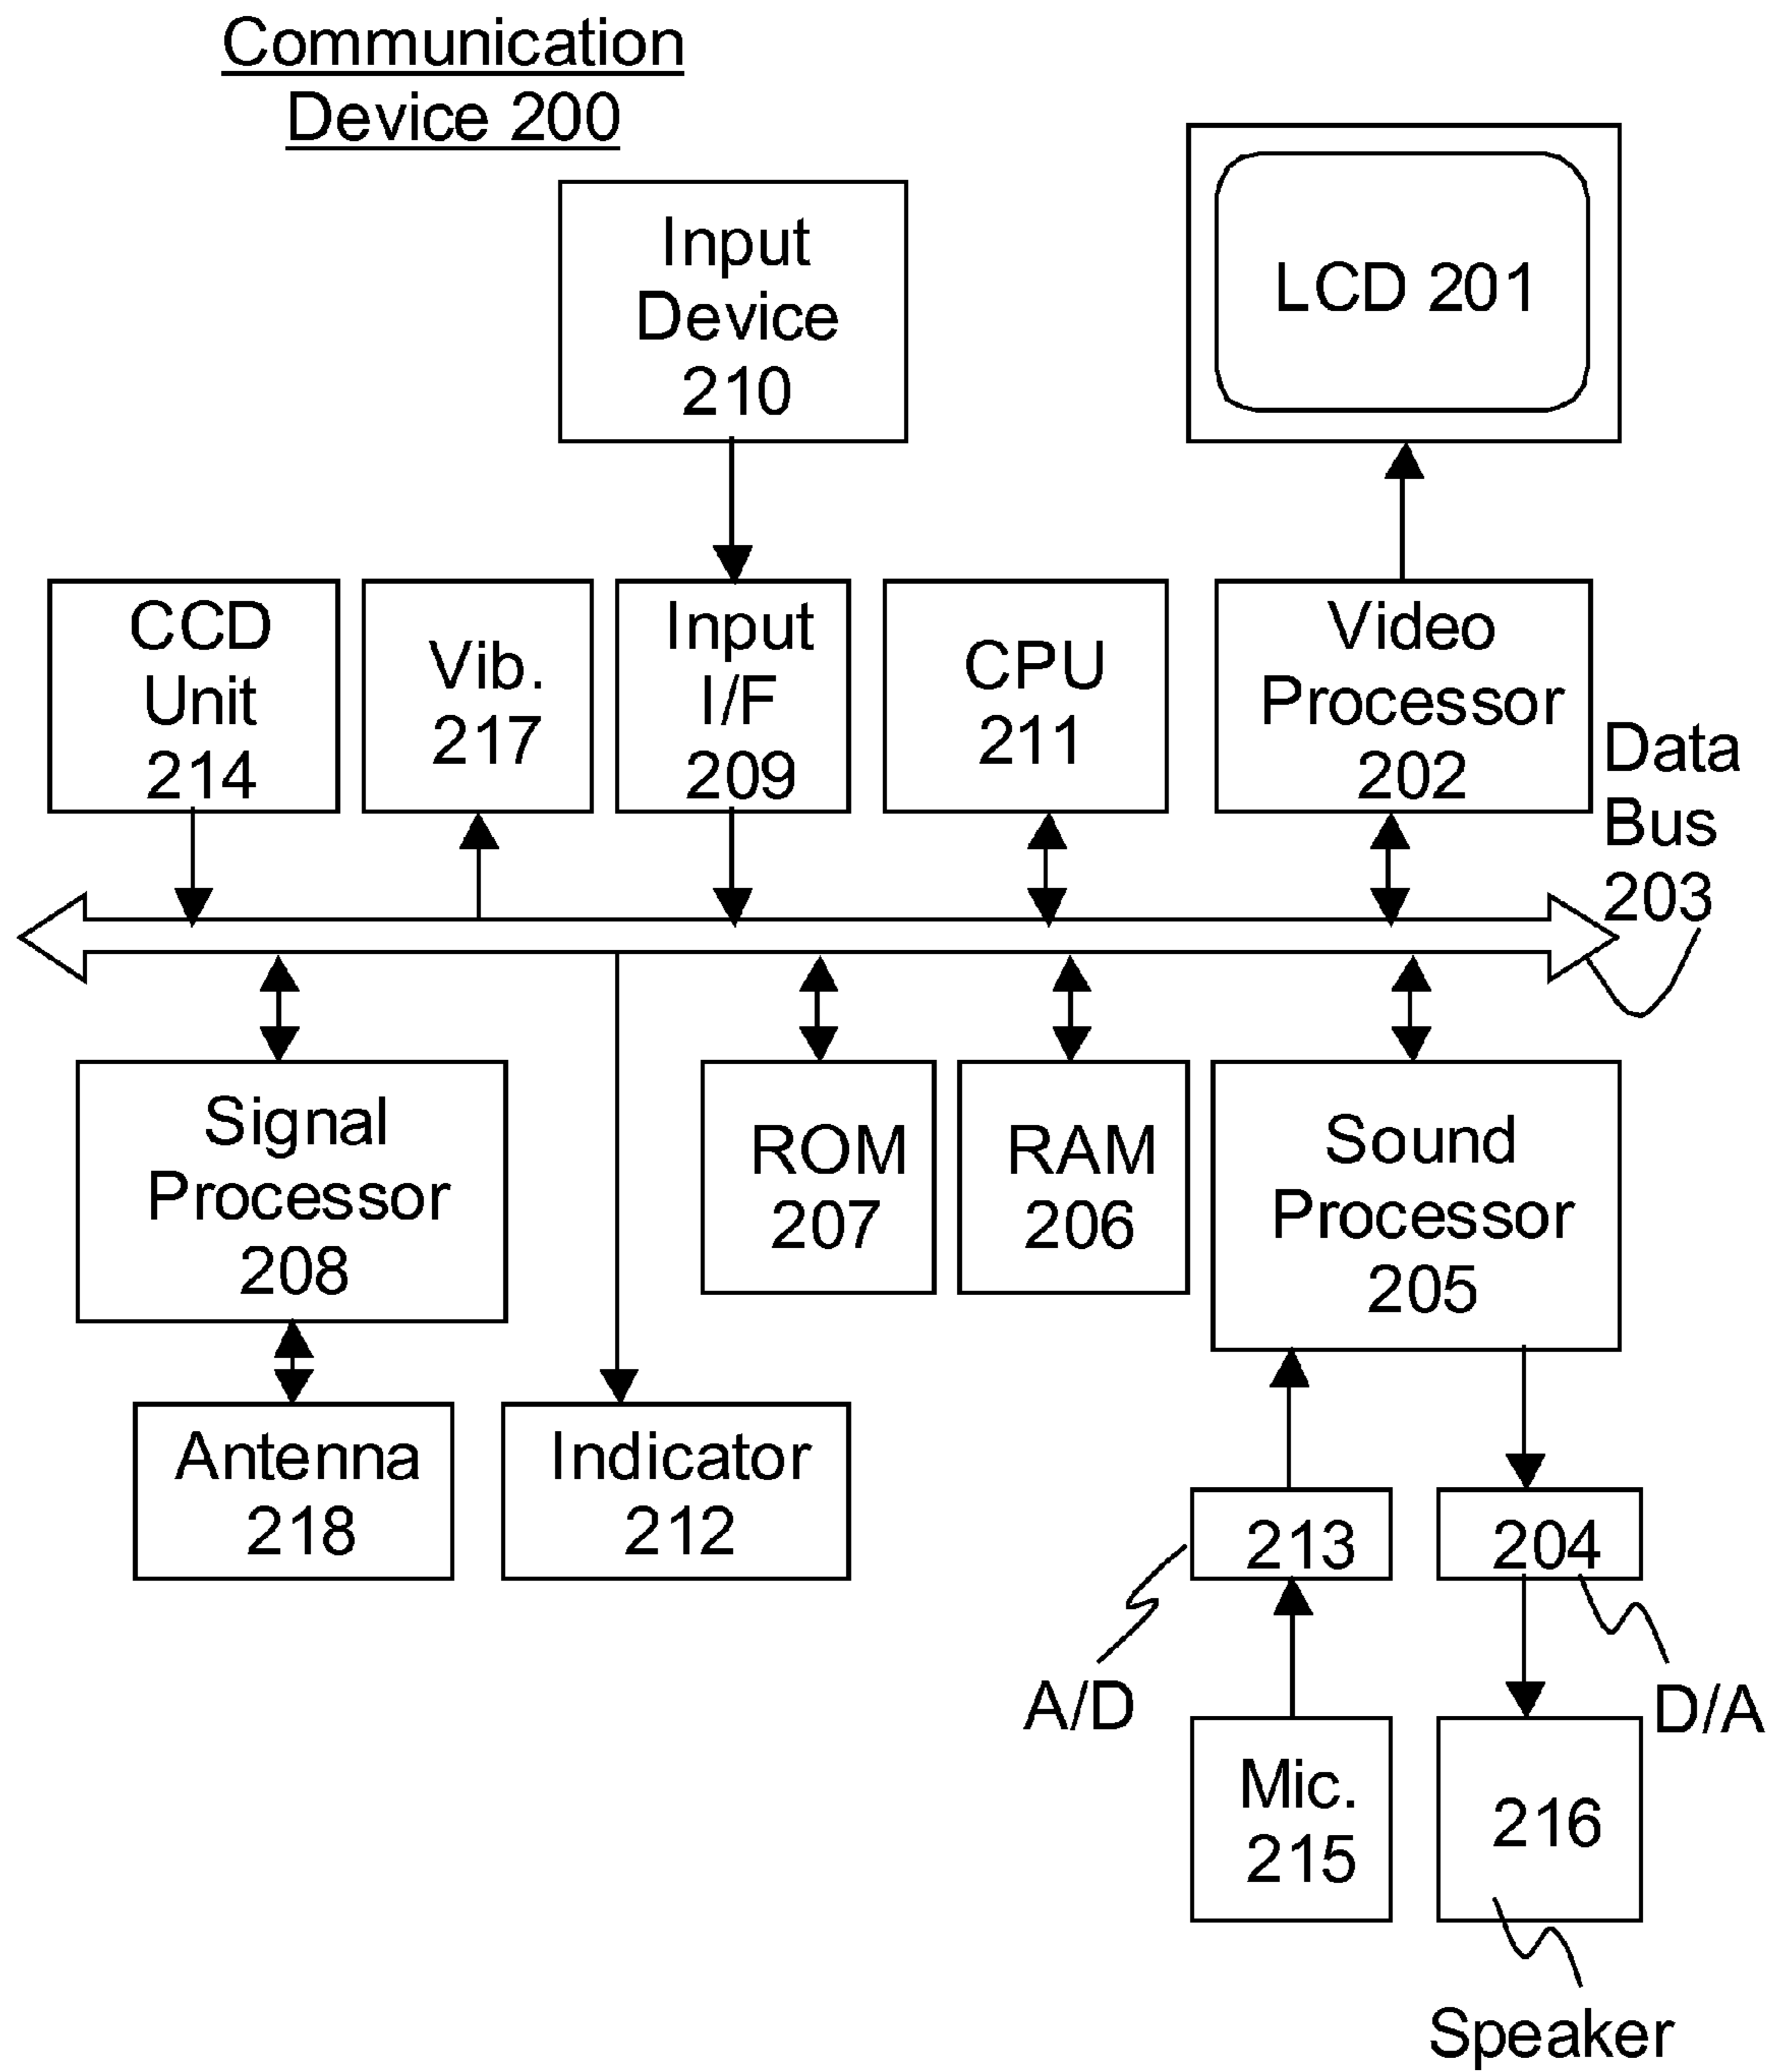 Communication
Device 200
Input
Device
210
LCD 201
CCD
Unit
214
Vib.
217
Input
I/F
209
CPU
211
Video
Processor
202
Data
Bus
203
Signal
Processor
208
ROM
207
RAM
206
Sound
Processor
205
Antenna
218
Indicator
212
213
204
A/D
D/A
Mic.
215
216
Speaker